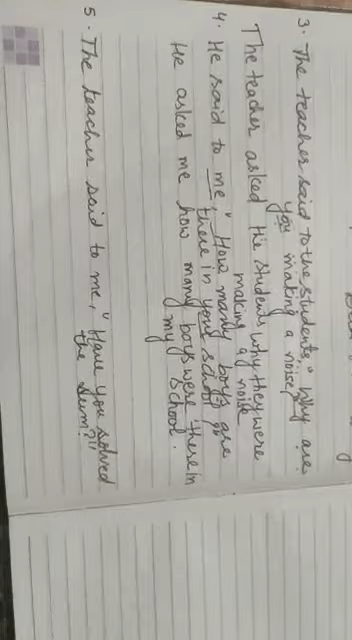 3. The teacher said to the students, "Why are
you making a noise?"
The teacher asked the students why they were
making a noise
4. He said to me, "How many boys are
there in your school?"
He asked me how many boys were there in
my school.
5. The teacher said to me, "Have you solved
the sum?"